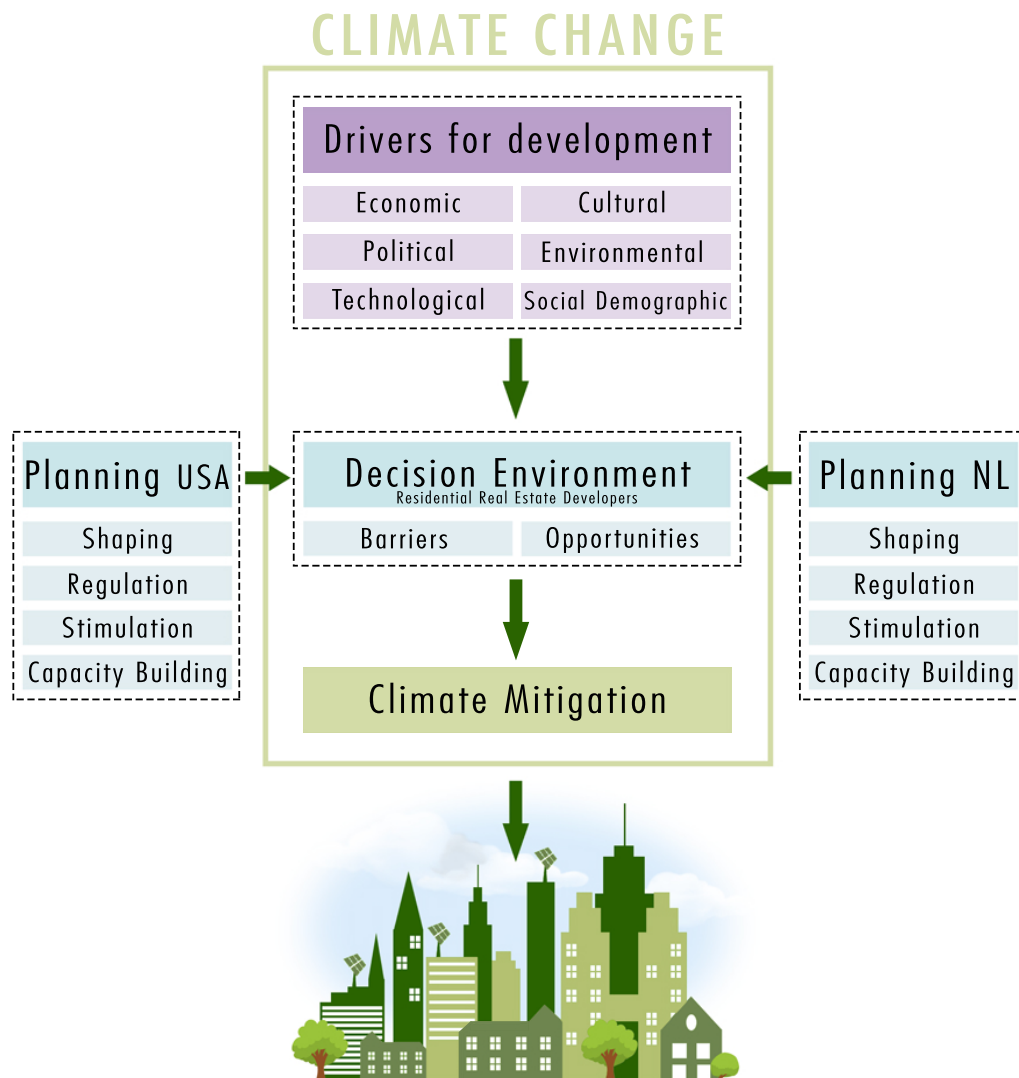 CLIMATE CHANGE
Drivers for development
Economic
Cultural
Political
Environmental
Technological
Social Demographic
Planning USA
Shaping
Regulation
Stimulation
Capacity Building
Decision Environment
Residential Real Estate Developers
Barriers
Opportunities
Planning NL
Shaping
Regulation
Stimulation
Capacity Building
Climate Mitigation